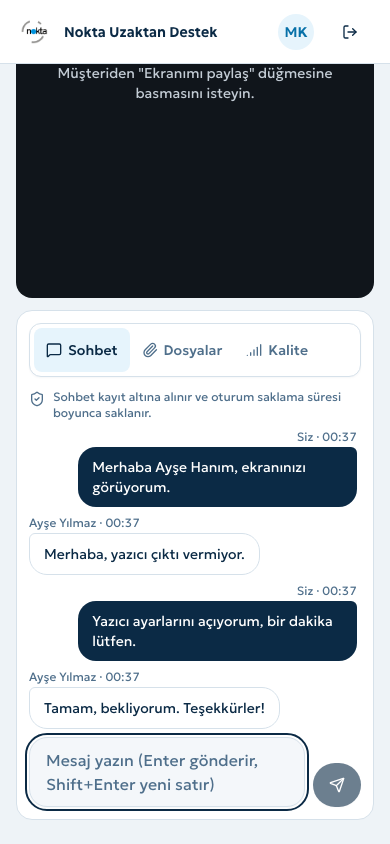 nokta
Nokta Uzaktan Destek
MK
Müşteriden "Ekranımı paylaş" düğmesine
basmasını isteyin.
Sohbet
Dosyalar
Kalite
Sohbet kayıt altına alınır ve oturum saklama süresi
boyunca saklanır.
Siz · 00:37
Merhaba Ayşe Hanım, ekranınızı
görüyorum.
Ayşe Yılmaz · 00:37
Merhaba, yazıcı çıktı vermiyor.
Siz · 00:37
Yazıcı ayarlarını açıyorum, bir dakika
lütfen.
Ayşe Yılmaz · 00:37
Tamam, bekliyorum. Teşekkürler!
Mesaj yazın (Enter gönderir,
Shift+Enter yeni satır)